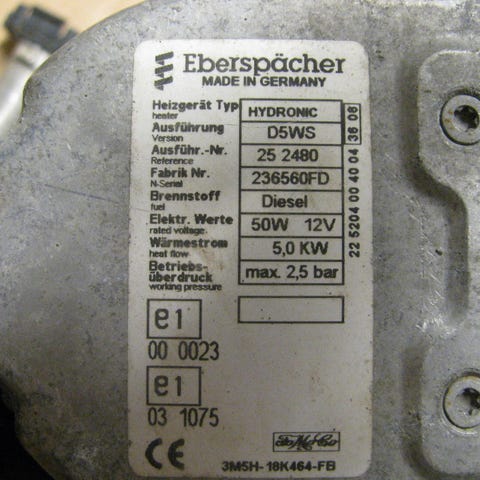 Eberspächer
MADE IN GERMANY
Heizgerät Typ HYDRONIC
heater
Ausführung D5WS
Version
Ausführ.-Nr. 25 2480
Reference
Fabrik Nr. 236560FD
N-Serial
Brennstoff Diesel
fuel
Elektr. Werte 50W 12V
rated voltage
Wärmestrom 5,0 KW
heat flow
Betriebs-
überdruck max. 2,5 bar
working pressure
22 5204 00 40 04 36 08
e1
00 0023
e1
03 1075
CE
FoMoCo
3M5H-18K464-FB